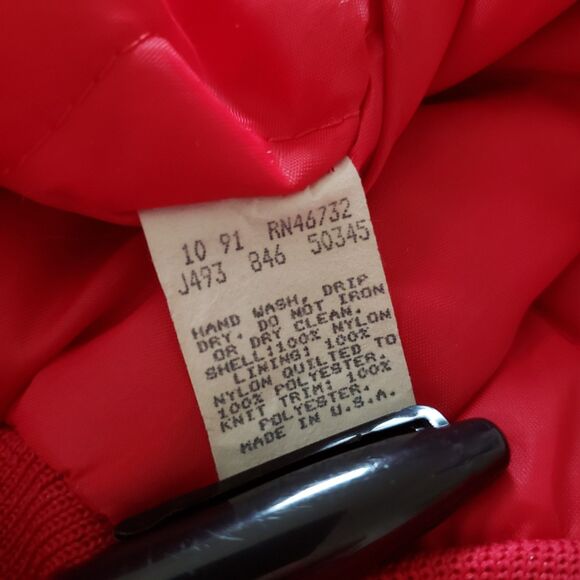 10 91 RN46732
J493 846 50345
HAND WASH, DRIP
DRY. DO NOT IRON
OR DRY CLEAN.
SHELL:100% NYLON
LINING: 100%
NYLON QUILTED TO
100% POLYESTER.
KNIT TRIM: 100%
POLYESTER.
MADE IN U.S.A.